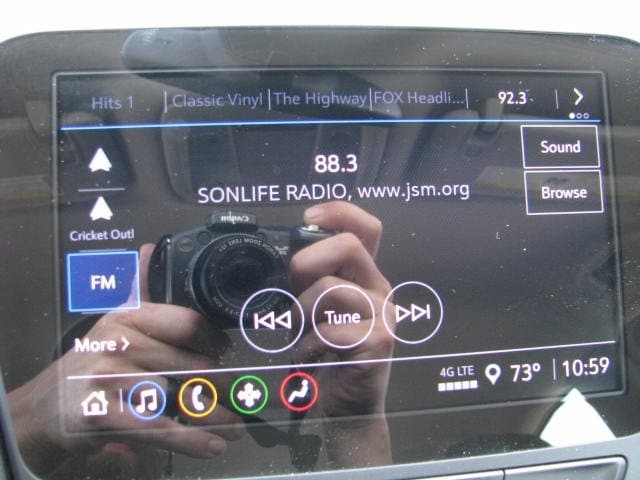 Hits 1 Classic Vinyl The Highway FOX Headli... 92.3
Sound
88.3
SONLIFE RADIO, www.jsm.org
Browse
Cricket Outl
FM
Tune
More
4G LTE 73° 10:59
Canon